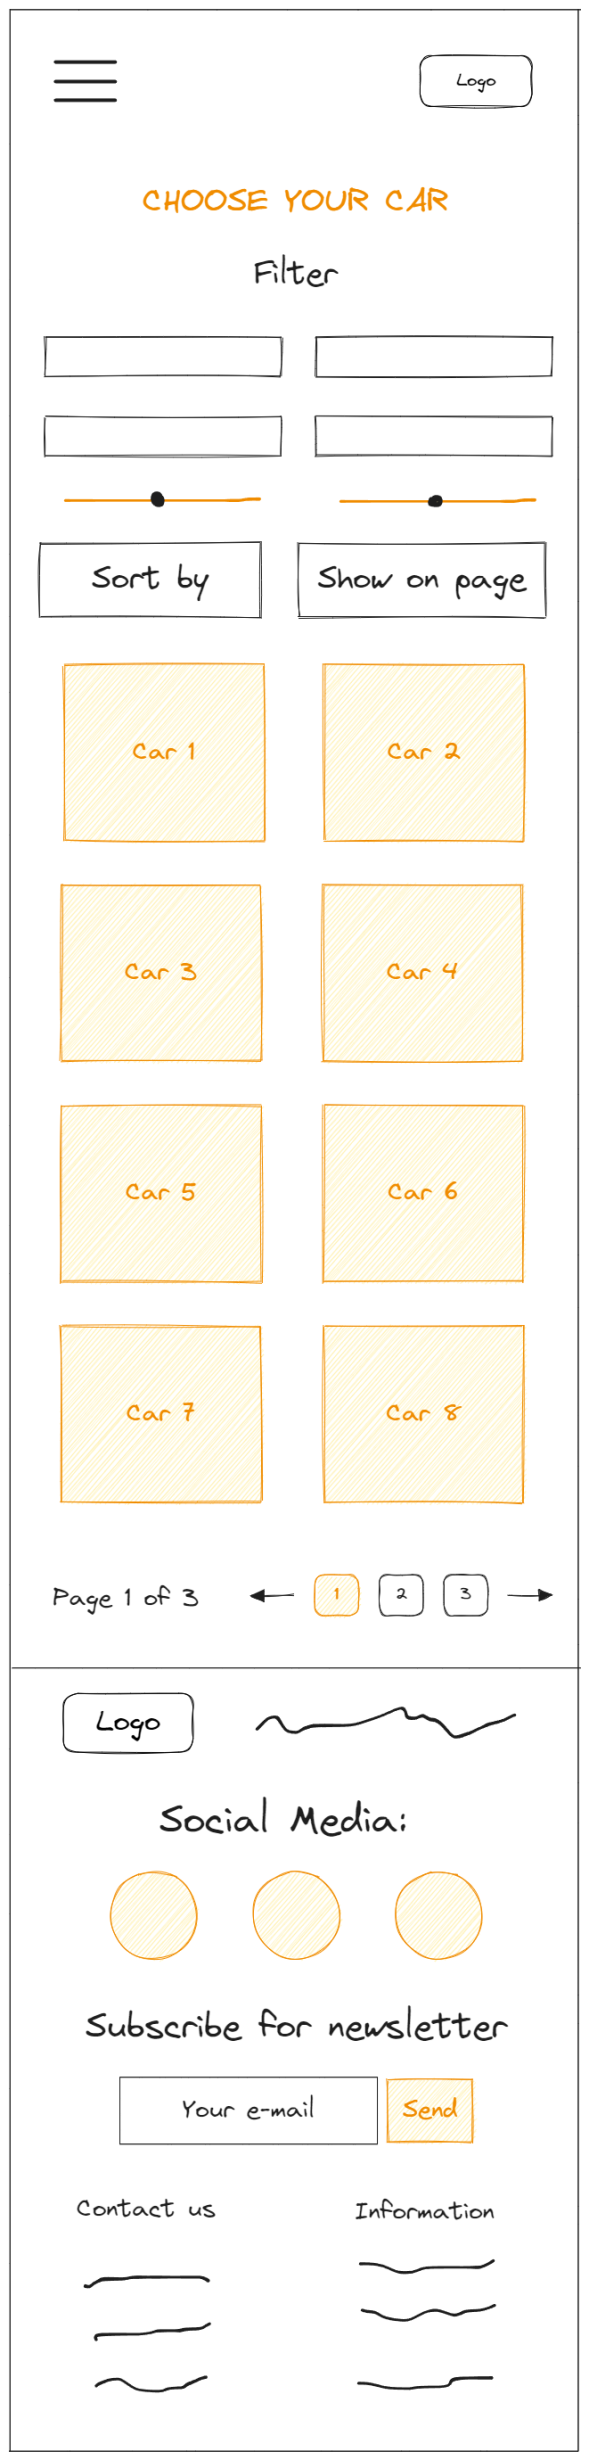 Logo
CHOOSE YOUR CAR
Filter
Sort by
Show on page
Car 1
Car 2
Car 3
Car 4
Car 5
Car 6
Car 7
Car 8
Page 1 of 3
1
2
3
Logo
Social Media:
Subscribe for newsletter
Your e-mail
Send
Contact us
Information